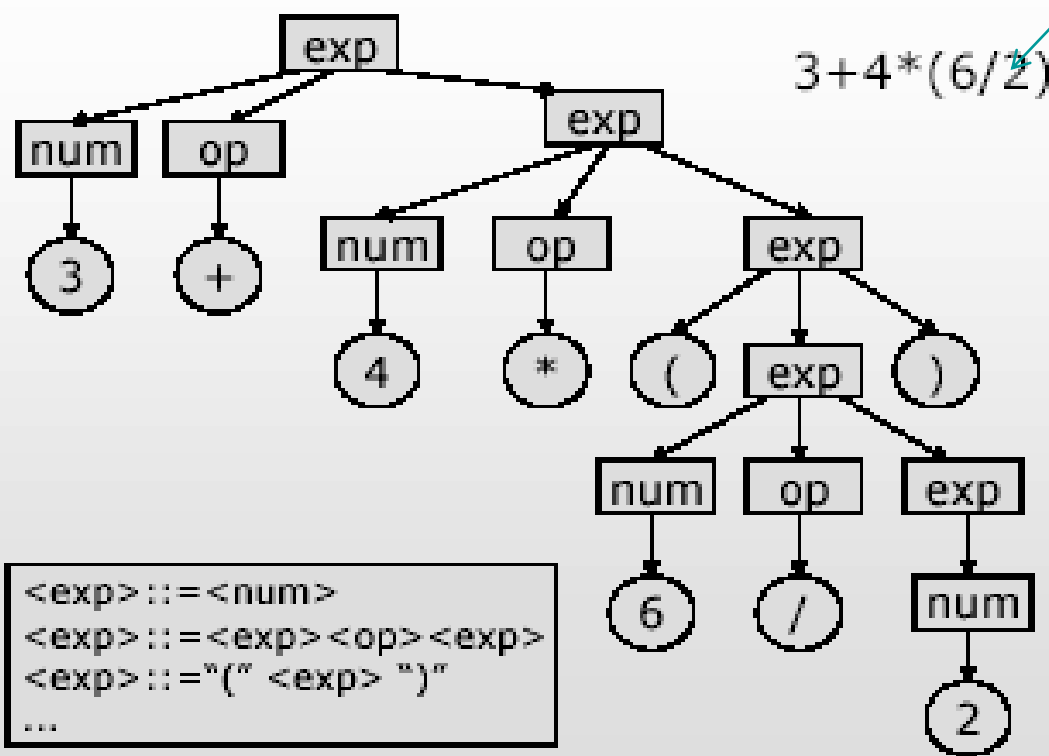 exp
3+4*(6/2)
exp
num
op
num
op
exp
3
+
4
*
(
exp
)
num
op
exp
6
/
num
2
<exp>::=<num>
<exp>::=<exp><op><exp>
<exp>::="(" <exp> ")"
...